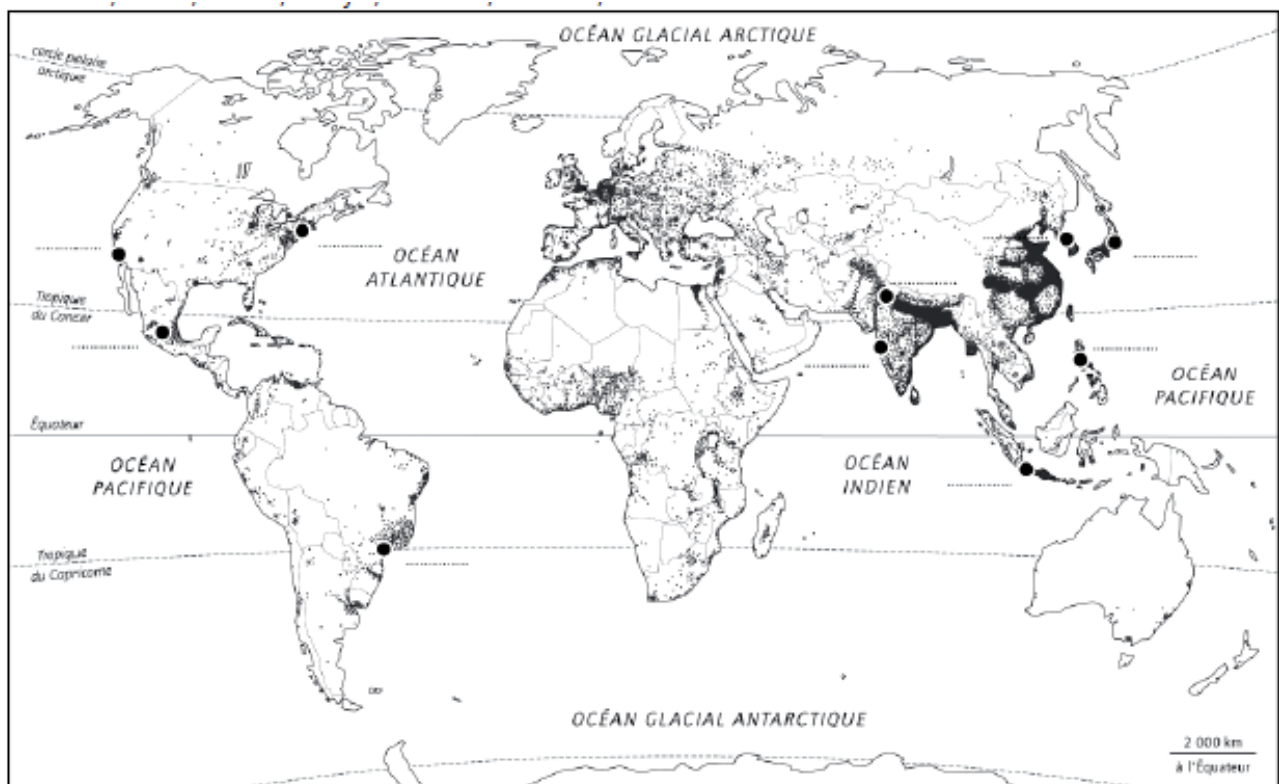 OCÉAN GLACIAL ARCTIQUE
cercle polaire
arctique
OCÉAN
ATLANTIQUE
Tropique
du Cancer
OCÉAN
PACIFIQUE
Équateur
OCÉAN
PACIFIQUE
OCÉAN
INDIEN
Tropique
du Capricorne
OCÉAN GLACIAL ANTARCTIQUE
2 000 km
à l'Équateur